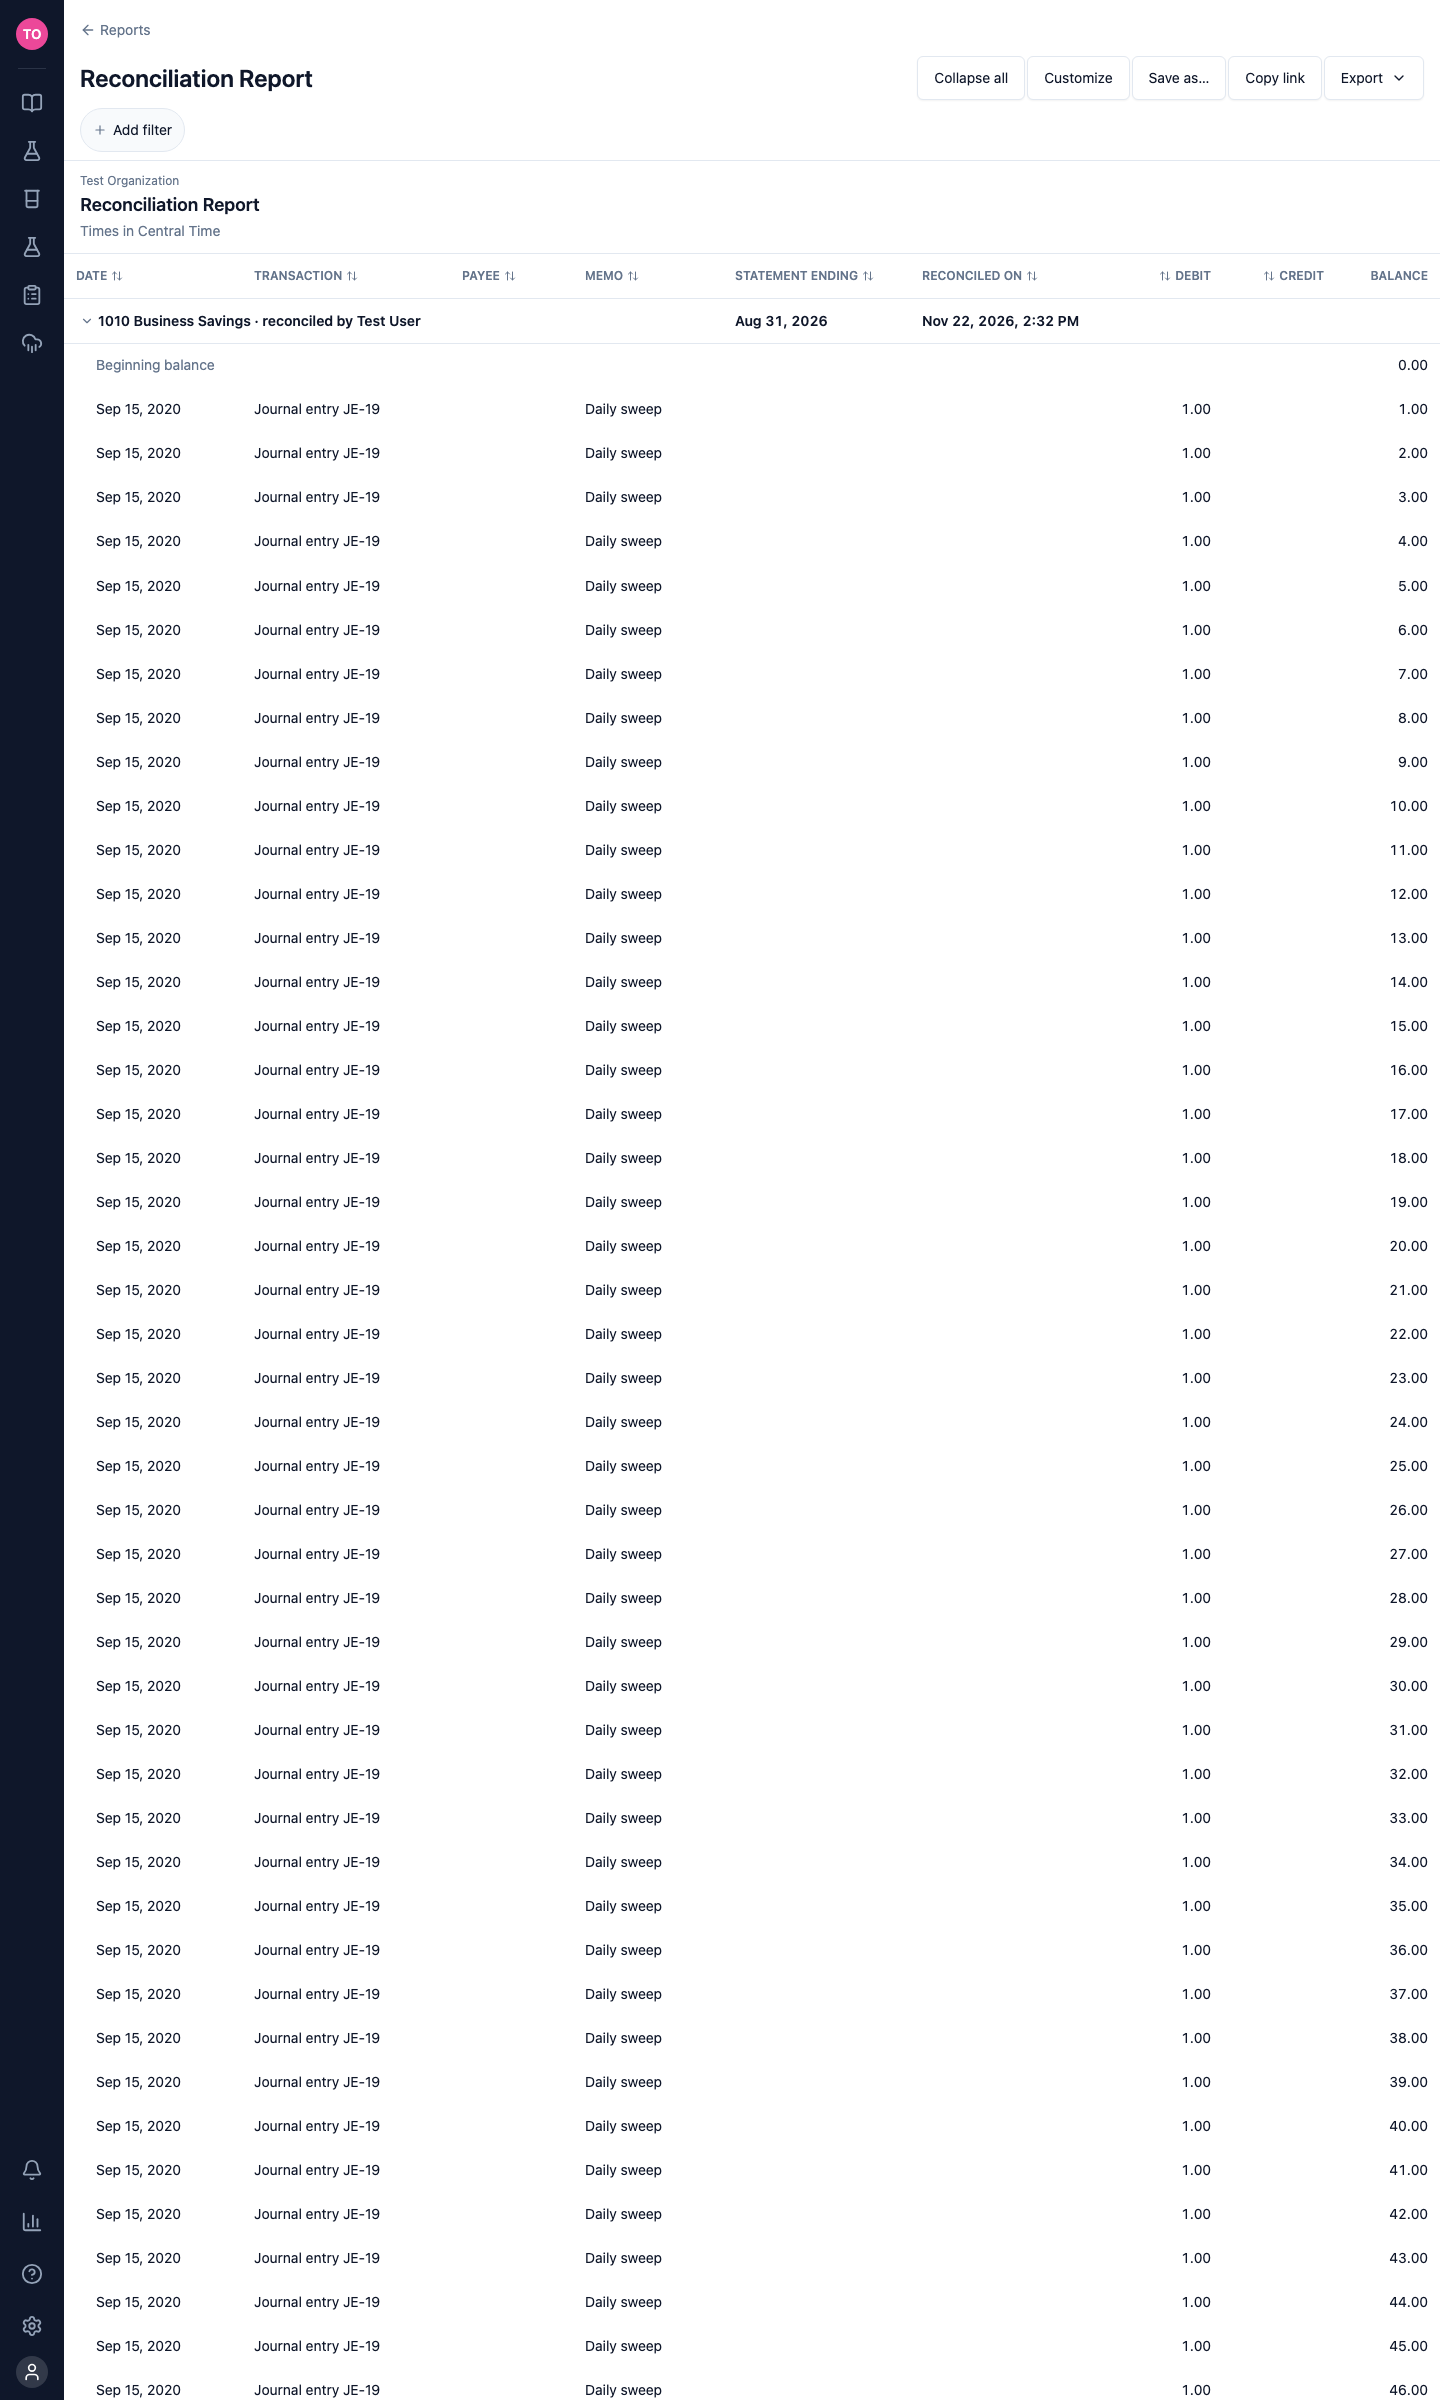 TO
Reports
Reconciliation Report
Collapse all Customize Save as... Copy link Export
Add filter
Test Organization
Reconciliation Report
Times in Central Time
DATE TRANSACTION PAYEE MEMO STATEMENT ENDING RECONCILED ON DEBIT CREDIT BALANCE
1010 Business Savings · reconciled by Test User Aug 31, 2026 Nov 22, 2026, 2:32 PM
Beginning balance 0.00
Sep 15, 2020 Journal entry JE-19 Daily sweep 1.00 1.00
Sep 15, 2020 Journal entry JE-19 Daily sweep 1.00 2.00
Sep 15, 2020 Journal entry JE-19 Daily sweep 1.00 3.00
Sep 15, 2020 Journal entry JE-19 Daily sweep 1.00 4.00
Sep 15, 2020 Journal entry JE-19 Daily sweep 1.00 5.00
Sep 15, 2020 Journal entry JE-19 Daily sweep 1.00 6.00
Sep 15, 2020 Journal entry JE-19 Daily sweep 1.00 7.00
Sep 15, 2020 Journal entry JE-19 Daily sweep 1.00 8.00
Sep 15, 2020 Journal entry JE-19 Daily sweep 1.00 9.00
Sep 15, 2020 Journal entry JE-19 Daily sweep 1.00 10.00
Sep 15, 2020 Journal entry JE-19 Daily sweep 1.00 11.00
Sep 15, 2020 Journal entry JE-19 Daily sweep 1.00 12.00
Sep 15, 2020 Journal entry JE-19 Daily sweep 1.00 13.00
Sep 15, 2020 Journal entry JE-19 Daily sweep 1.00 14.00
Sep 15, 2020 Journal entry JE-19 Daily sweep 1.00 15.00
Sep 15, 2020 Journal entry JE-19 Daily sweep 1.00 16.00
Sep 15, 2020 Journal entry JE-19 Daily sweep 1.00 17.00
Sep 15, 2020 Journal entry JE-19 Daily sweep 1.00 18.00
Sep 15, 2020 Journal entry JE-19 Daily sweep 1.00 19.00
Sep 15, 2020 Journal entry JE-19 Daily sweep 1.00 20.00
Sep 15, 2020 Journal entry JE-19 Daily sweep 1.00 21.00
Sep 15, 2020 Journal entry JE-19 Daily sweep 1.00 22.00
Sep 15, 2020 Journal entry JE-19 Daily sweep 1.00 23.00
Sep 15, 2020 Journal entry JE-19 Daily sweep 1.00 24.00
Sep 15, 2020 Journal entry JE-19 Daily sweep 1.00 25.00
Sep 15, 2020 Journal entry JE-19 Daily sweep 1.00 26.00
Sep 15, 2020 Journal entry JE-19 Daily sweep 1.00 27.00
Sep 15, 2020 Journal entry JE-19 Daily sweep 1.00 28.00
Sep 15, 2020 Journal entry JE-19 Daily sweep 1.00 29.00
Sep 15, 2020 Journal entry JE-19 Daily sweep 1.00 30.00
Sep 15, 2020 Journal entry JE-19 Daily sweep 1.00 31.00
Sep 15, 2020 Journal entry JE-19 Daily sweep 1.00 32.00
Sep 15, 2020 Journal entry JE-19 Daily sweep 1.00 33.00
Sep 15, 2020 Journal entry JE-19 Daily sweep 1.00 34.00
Sep 15, 2020 Journal entry JE-19 Daily sweep 1.00 35.00
Sep 15, 2020 Journal entry JE-19 Daily sweep 1.00 36.00
Sep 15, 2020 Journal entry JE-19 Daily sweep 1.00 37.00
Sep 15, 2020 Journal entry JE-19 Daily sweep 1.00 38.00
Sep 15, 2020 Journal entry JE-19 Daily sweep 1.00 39.00
Sep 15, 2020 Journal entry JE-19 Daily sweep 1.00 40.00
Sep 15, 2020 Journal entry JE-19 Daily sweep 1.00 41.00
Sep 15, 2020 Journal entry JE-19 Daily sweep 1.00 42.00
Sep 15, 2020 Journal entry JE-19 Daily sweep 1.00 43.00
Sep 15, 2020 Journal entry JE-19 Daily sweep 1.00 44.00
Sep 15, 2020 Journal entry JE-19 Daily sweep 1.00 45.00
Sep 15, 2020 Journal entry JE-19 Daily sweep 1.00 46.00